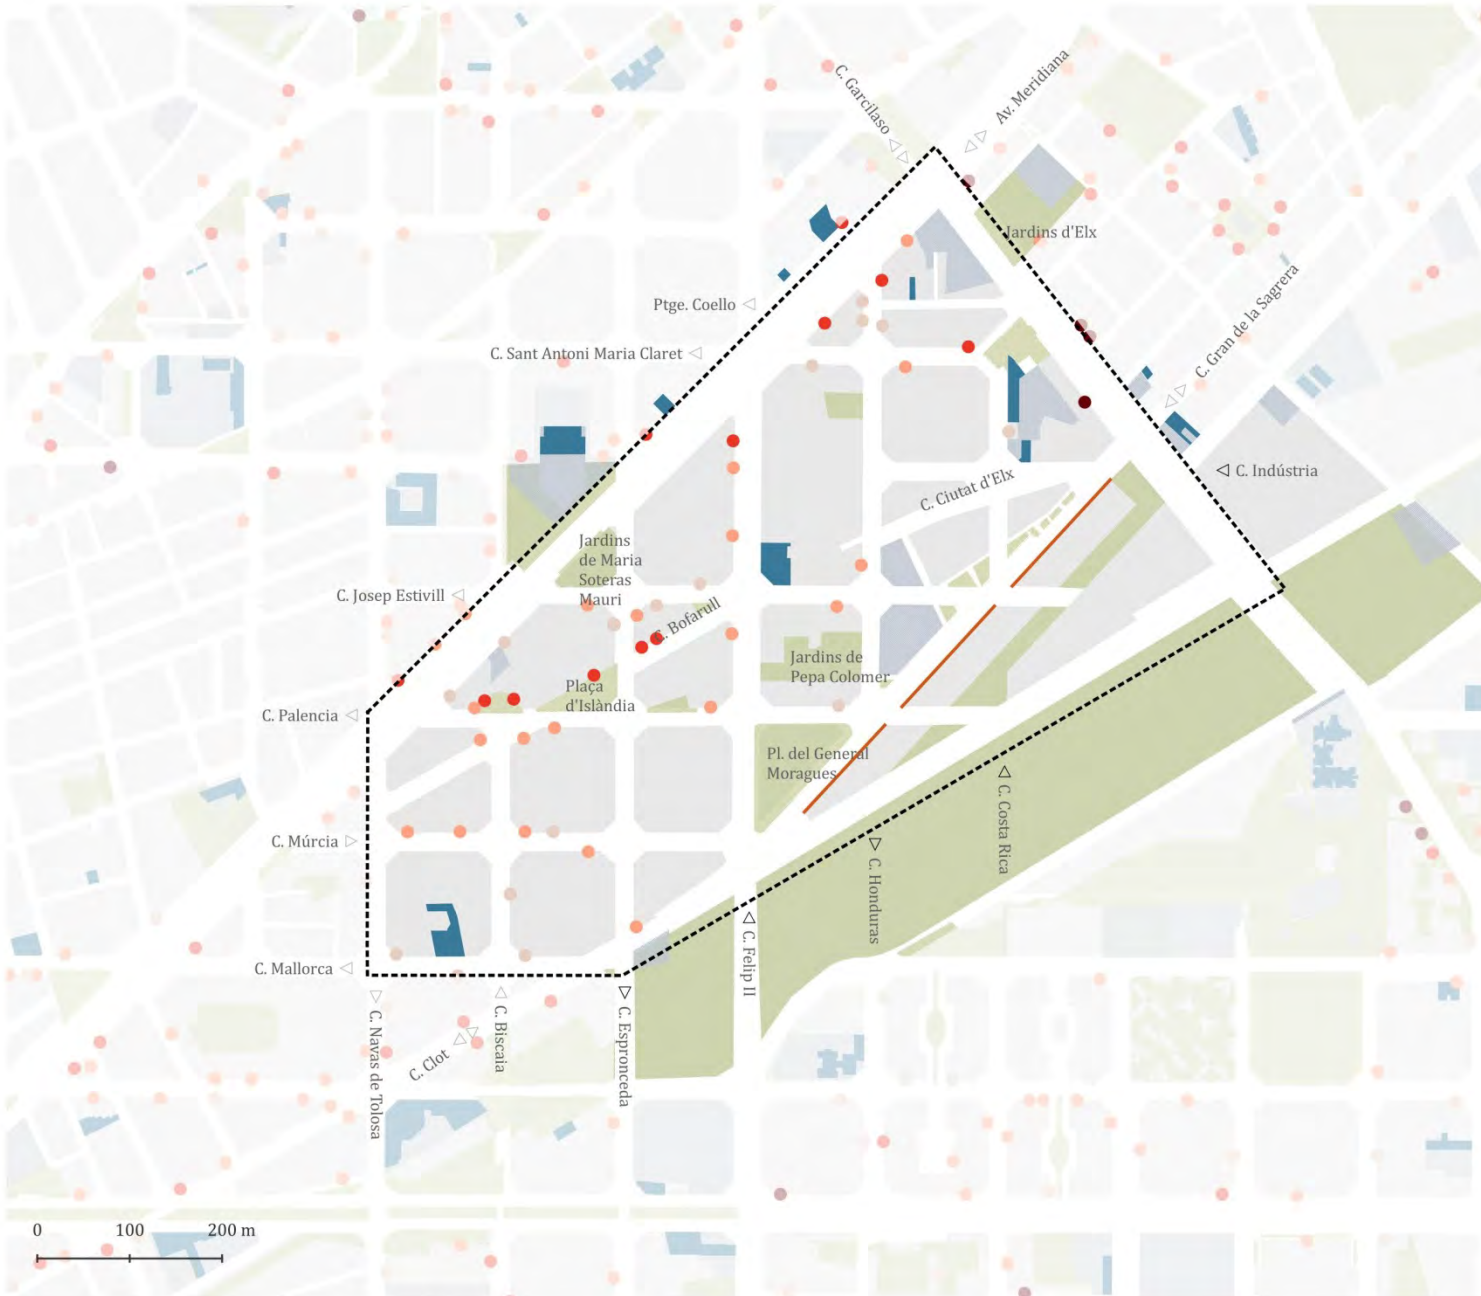 C. Garcilaso
Av. Meridiana
Jardins d'Elx
C. Gran de la Sagrera
Ptge. Coello
C. Sant Antoni Maria Claret
C. Indústria
C. Ciutat d'Elx
Jardins
de Maria
Soteras
Mauri
C. Josep Estivill
C. Bofarull
Jardins de
Pepa Colomer
Plaça
d'Islàndia
C. Palencia
Pl. del General
Moragues
C. Costa Rica
C. Múrcia
C. Honduras
C. Felip II
C. Mallorca
C. Navas de Tolosa
C. Clot
C. Biscaia
C. Espronceda
0 100 200 m